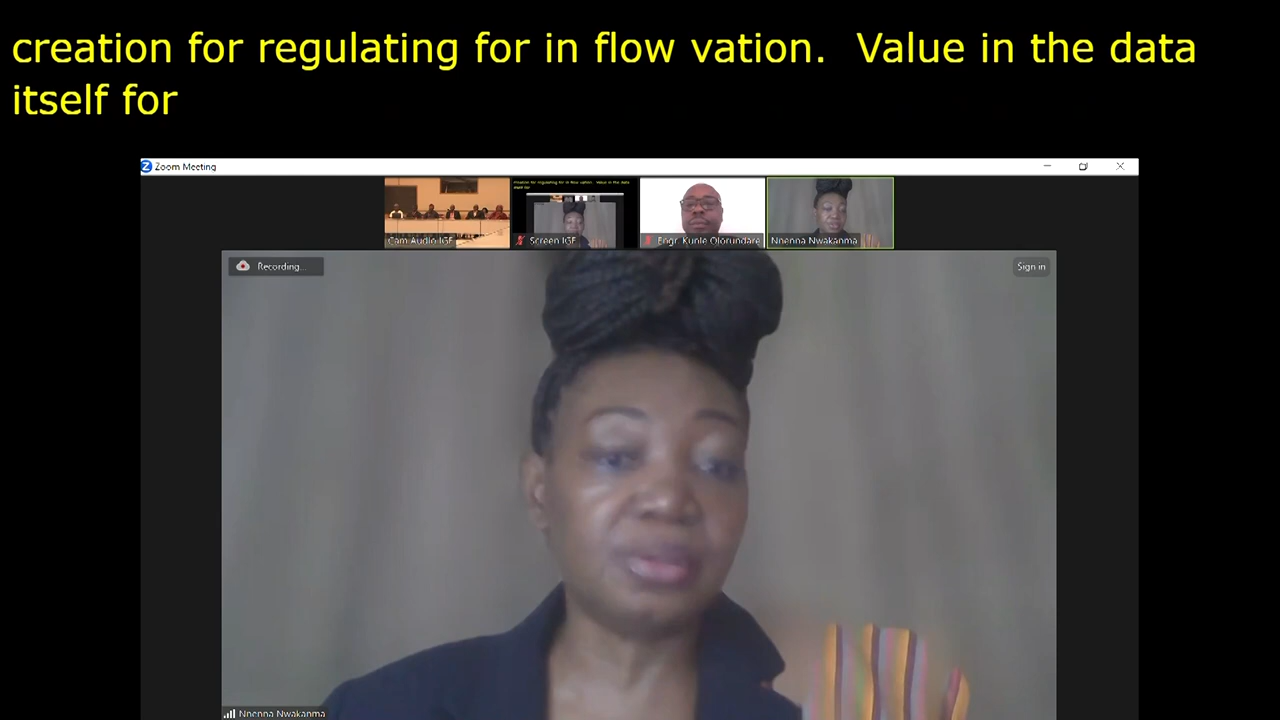 creation for regulating for in flow vation.  Value in the data
itself for
Zoom Meeting
Cam Audio IGF
Screen IGF
Engr. Kunle Olorundare
Nnenna Nwakanma
Recording...
Sign in
Nnenna Nwakanma